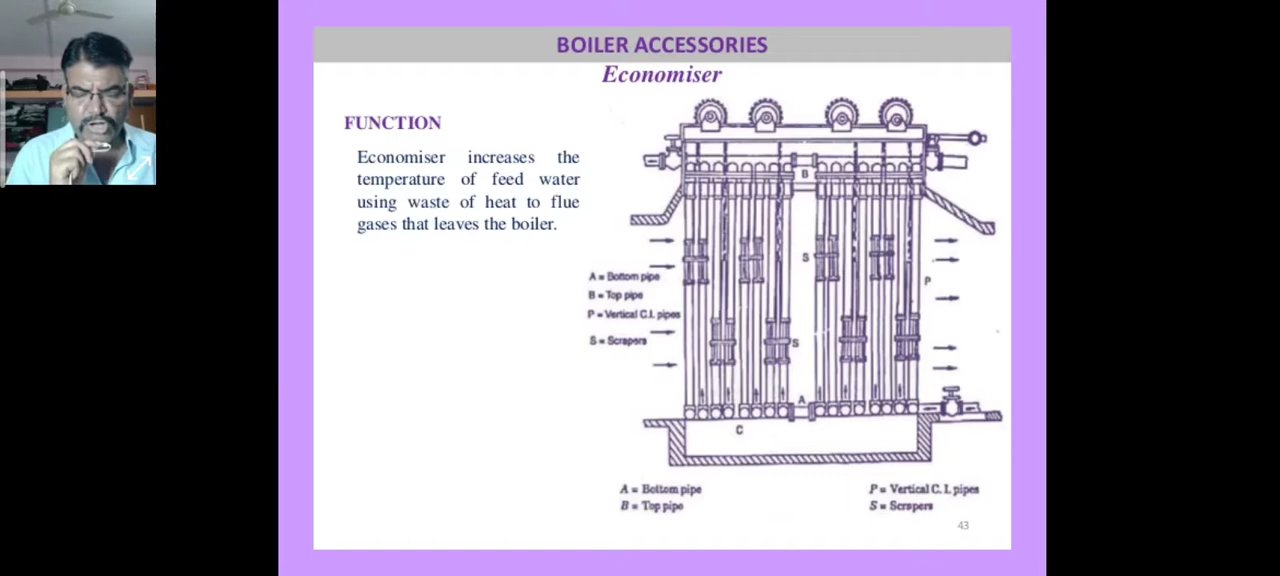 BOILER ACCESSORIES
Economiser
FUNCTION
Economiser increases the
temperature of feed water
using waste of heat to flue
gases that leaves the boiler.
B
S
A = Bottom pipe
B = Top pipe
P = Vertical C.I. pipes
S = Scrapers
P
S
A
C
A = Bottom pipe
B = Top pipe
P = Vertical C. I. pipes
S = Scrapers
43